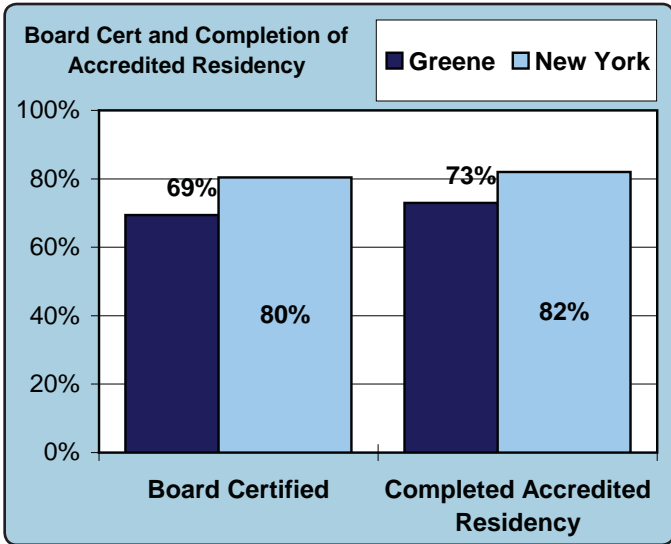 Board Cert and Completion of
Accredited Residency
Greene New York
100%
80%
60%
40%
20%
0%
69%
80%
73%
82%
Board Certified
Completed Accredited
Residency